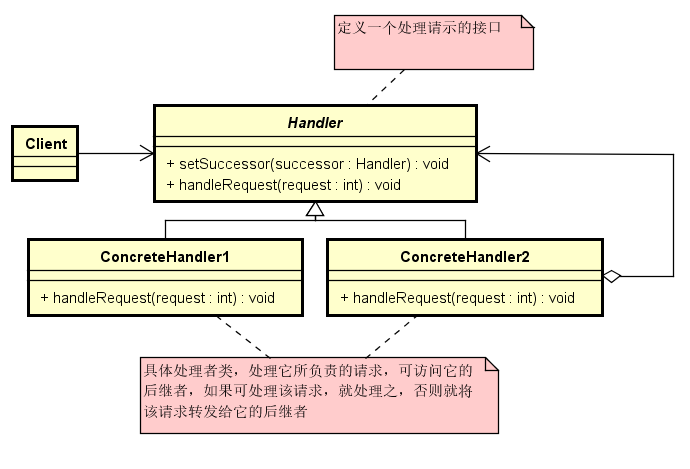 定义一个处理请示的接口
Handler
Client
+ setSuccessor(successor : Handler) : void
+ handleRequest(request : int) : void
ConcreteHandler1
+ handleRequest(request : int) : void
ConcreteHandler2
+ handleRequest(request : int) : void
具体处理者类，处理它所负责的请求，可访问它的
后继者，如果可处理该请求，就处理之，否则就将
该请求转发给它的后继者